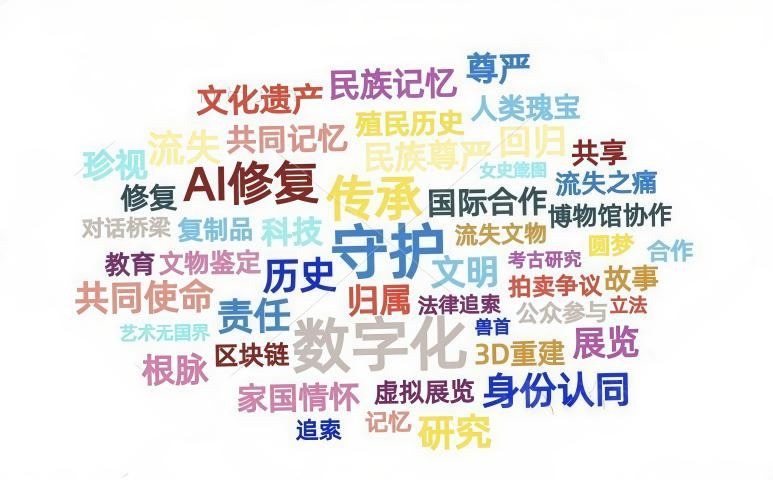 尊严
民族记忆
文化遗产
人类瑰宝
殖民历史
共同记忆
回归
流失
民族尊严
共享
珍视
女史箴图
AI修复
流失之痛
修复
传承
国际合作
博物馆协作
对话桥梁
复制品
科技
守护
流失文物
圆梦
合作
教育
文物鉴定
历史
文明
考古研究
拍卖争议
故事
共同使命
责任
归属
法律追索
公众参与
立法
艺术无国界
数字化
兽首
展览
根脉
区块链
3D重建
家国情怀
虚拟展览
身份认同
追索
记忆
研究